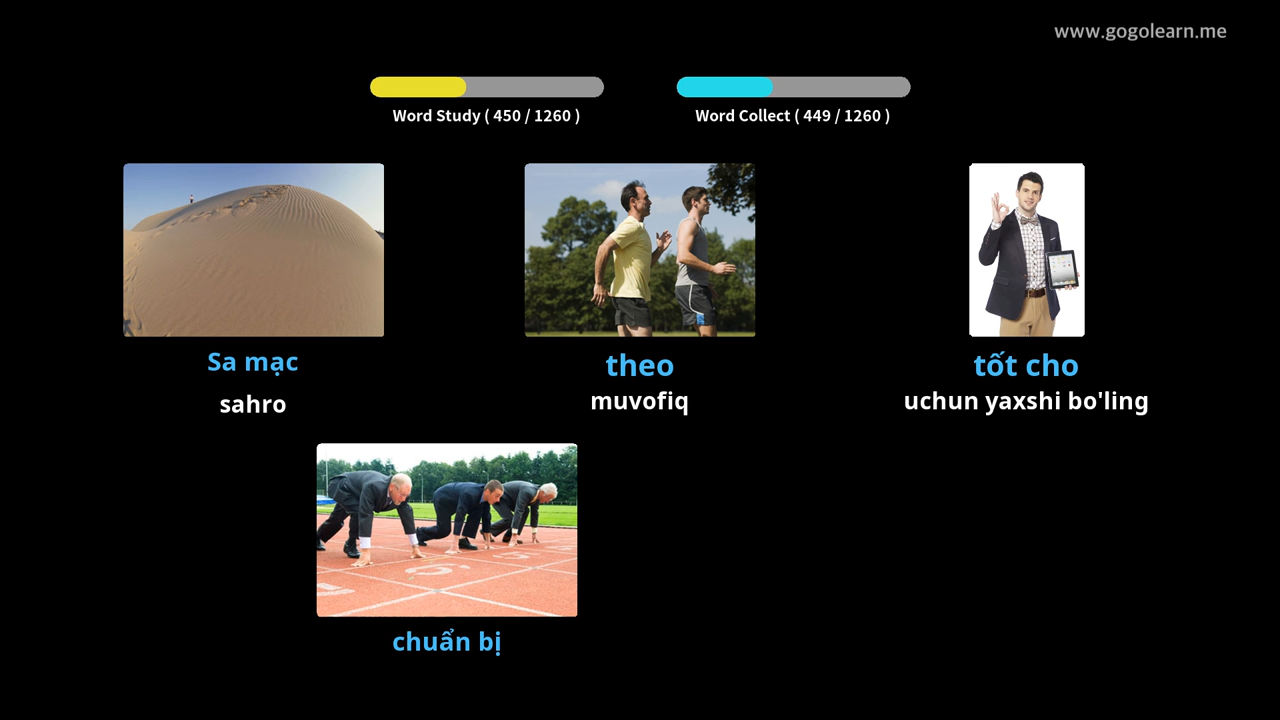 www.gogolearn.me
Word Study ( 450 / 1260 )
Word Collect ( 449 / 1260 )
Sa mạc
theo
tốt cho
sahro
muvofiq
uchun yaxshi bo'ling
chuẩn bị